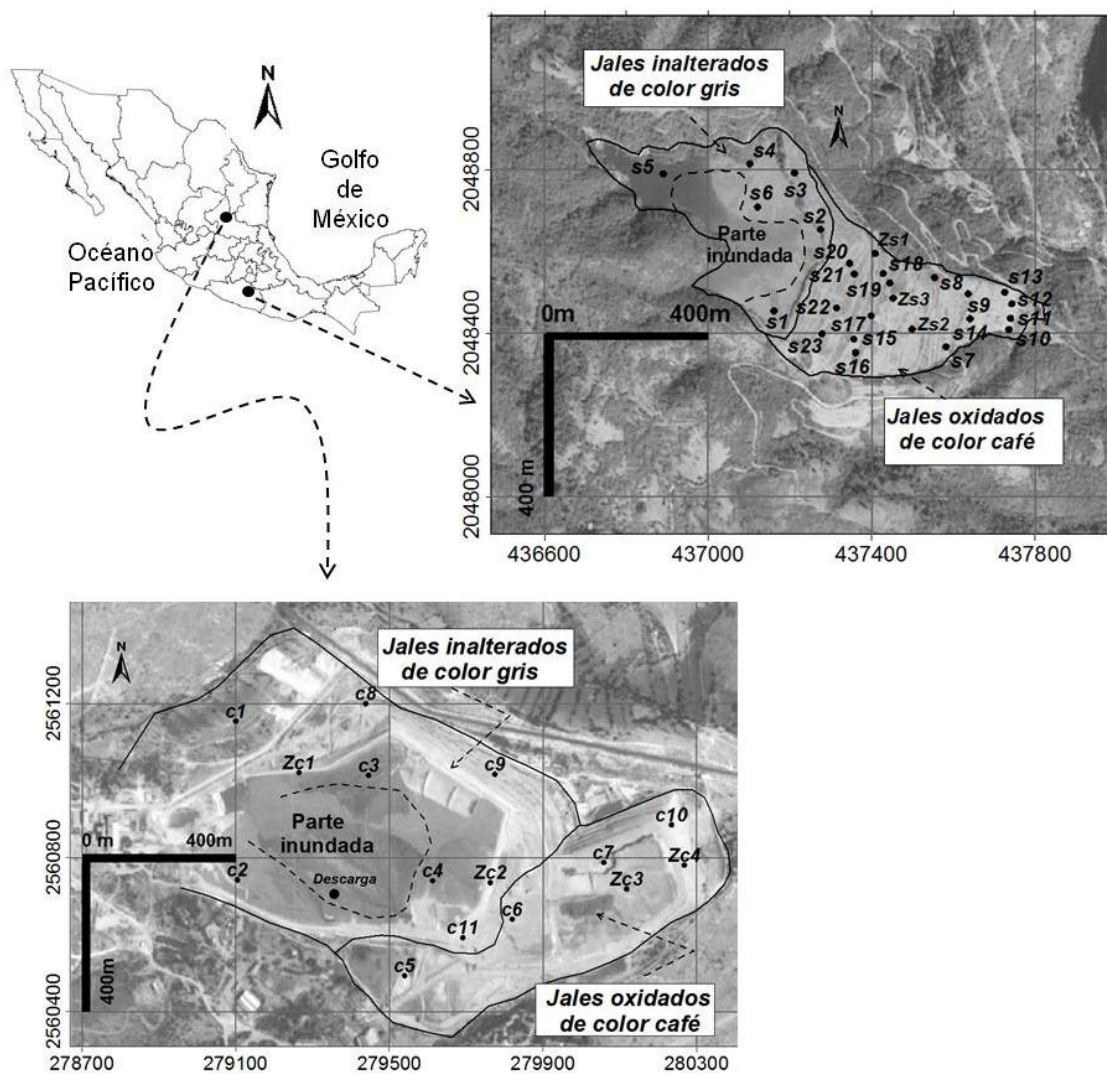 N
Golfo
de
México
Océano
Pacífico
Jales inalterados
de color gris
N
s5
s4
s3
s6
s2
Parte
inundada
s20
Zs1
s21
s18
s19
s8
s13
Zs3
s9
s12
s22
s1
s17
Zs2
s14
s11
s23
s15
s10
s16
s7
0m
400m
400 m
Jales oxidados
de color café
2048800
2048400
2048000
436600
437000
437400
437800
Jales inalterados
de color gris
N
c1
c8
Zc1
c3
c9
Parte
inundada
c10
0 m
400m
400m
c2
Descarga
c4
Zc2
c7
Zc4
Zc3
c6
c11
c5
Jales oxidados
de color café
2561200
2560800
2560400
278700
279100
279500
279900
280300